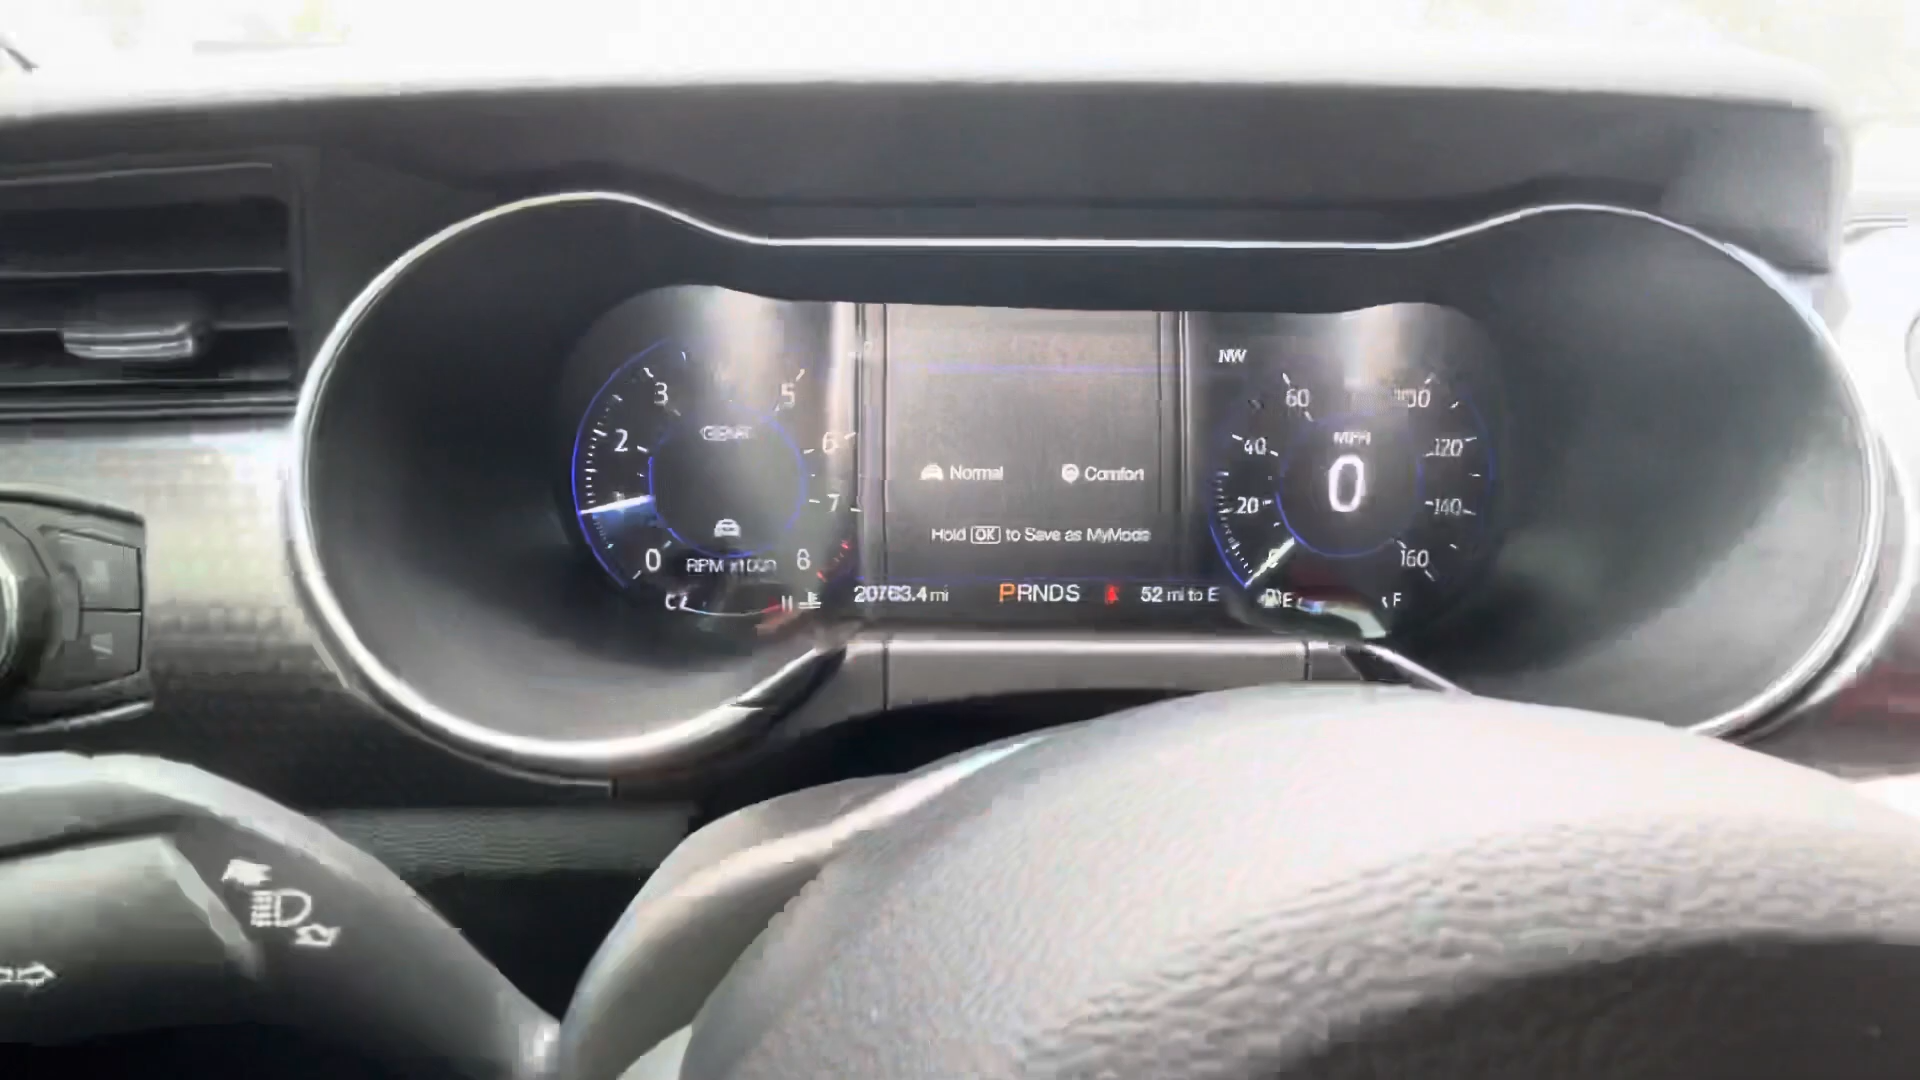 NW
3
5
60
100
2
6
40
MPH
120
Normal
Comfort
0
7
20
140
Hold OK to Save as MyMode
0
RPM x1000
8
160
20763.4 mi
PRNDS
52 mi to E
E
F
C
H